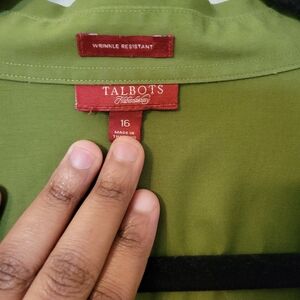 WRINKLE RESISTANT
TALBOTS
16
MADE IN